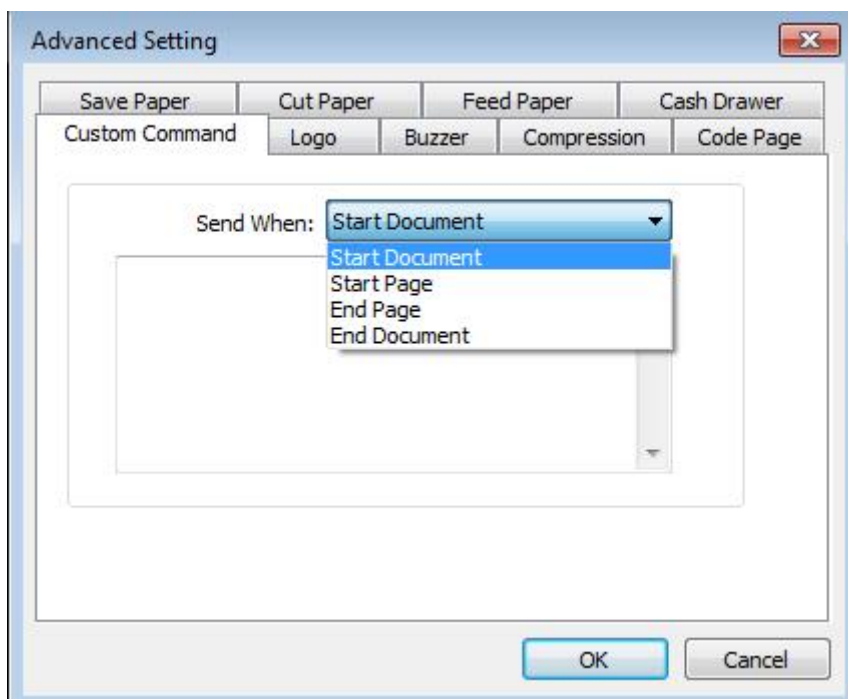 Advanced Setting
Save Paper Cut Paper Feed Paper Cash Drawer
Custom Command Logo Buzzer Compression Code Page
Send When: Start Document
Start Document
Start Page
End Page
End Document
OK Cancel